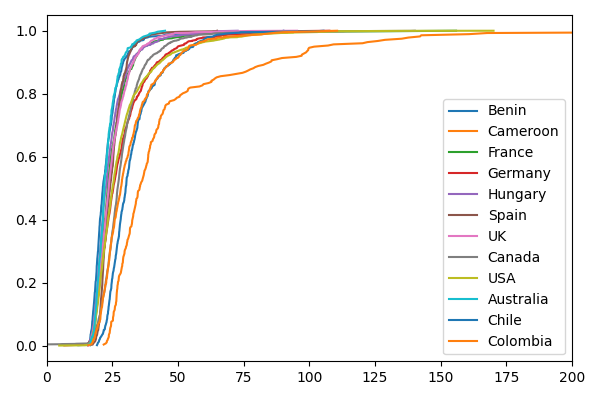 1.0
0.8
0.6
0.4
0.2
0.0
0 25 50 75 100 125 150 175 200
Benin
Cameroon
France
Germany
Hungary
Spain
UK
Canada
USA
Australia
Chile
Colombia